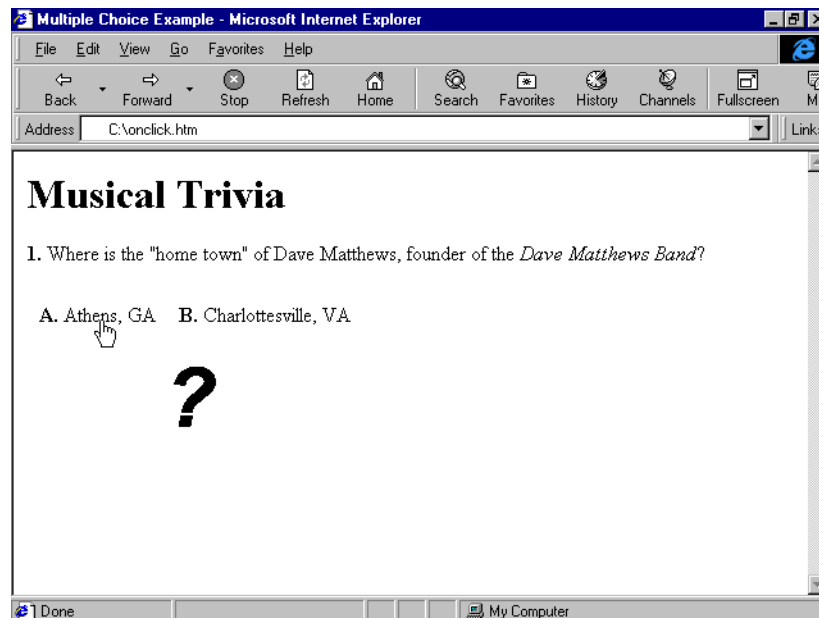 Multiple Choice Example - Microsoft Internet Explorer
File Edit View Go Favorites Help
Back Forward Stop Refresh Home Search Favorites History Channels Fullscreen
Address C:\onclick.htm
Musical Trivia
1. Where is the "home town" of Dave Matthews, founder of the Dave Matthews Band?
A. Athens, GA B. Charlottesville, VA
?
Done My Computer